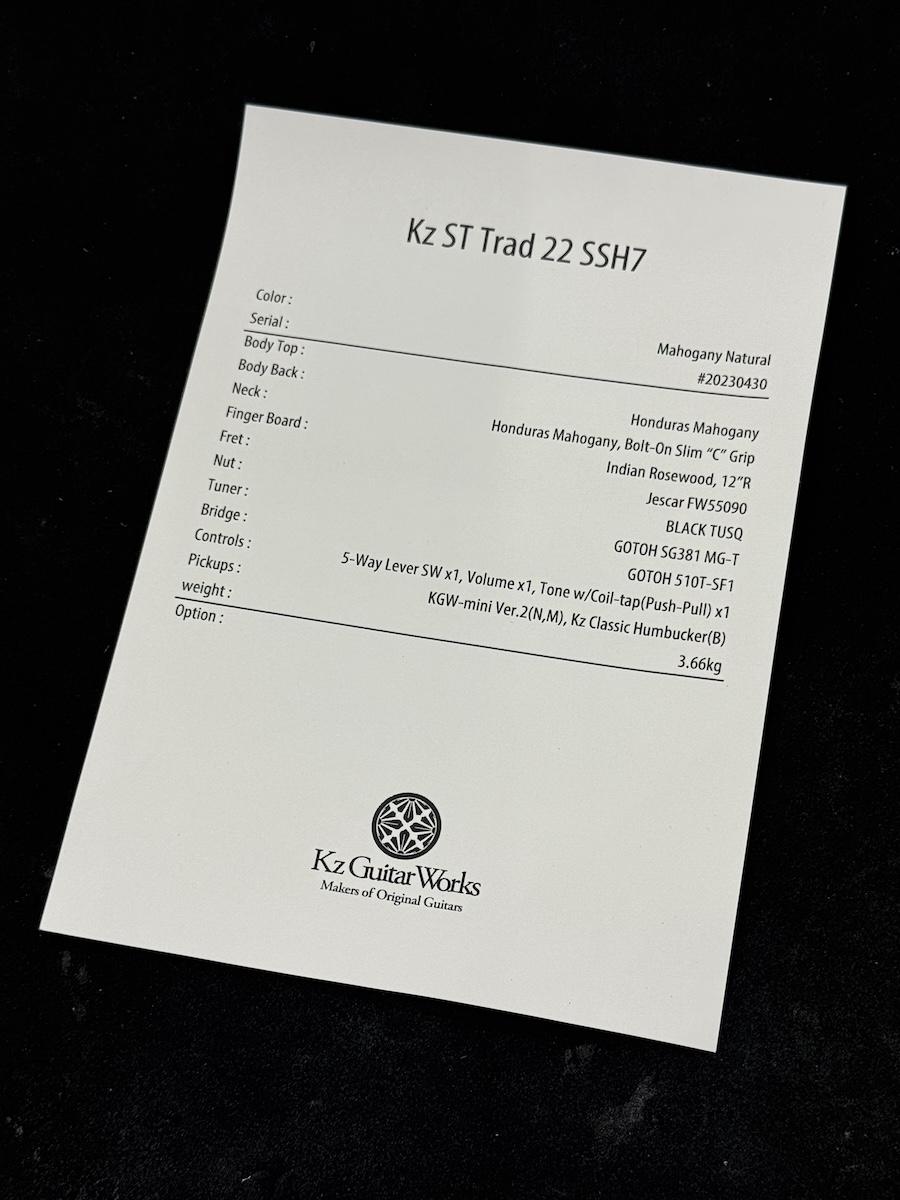 Kz ST Trad 22 SSH7
Color : Mahogany Natural
Serial : #20230430
Body Top :
Body Back : Honduras Mahogany
Neck : Honduras Mahogany, Bolt-On Slim “C” Grip
Finger Board : Indian Rosewood, 12”R
Fret : Jescar FW55090
Nut : BLACK TUSQ
Tuner : GOTOH SG381 MG-T
Bridge : GOTOH 510T-SF1
Controls : 5-Way Lever SW x1, Volume x1, Tone w/Coil-tap(Push-Pull) x1
Pickups : KGW-mini Ver.2(N,M), Kz Classic Humbucker(B)
weight : 3.66kg
Option :
Kz Guitar Works
Makers of Original Guitars